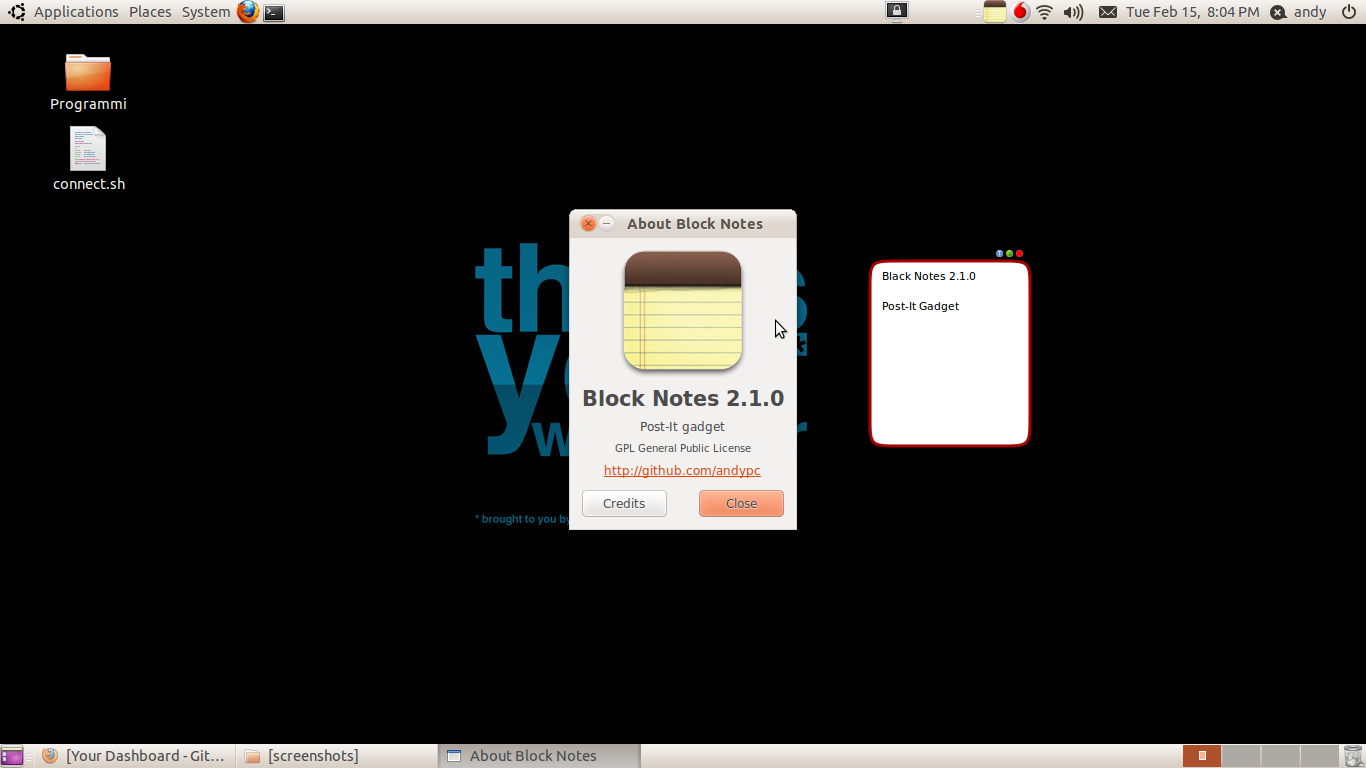 Applications Places System
Tue Feb 15, 8:04 PM andy
Programmi
connect.sh
About Block Notes
Block Notes 2.1.0
Post-It gadget
GPL General Public License
http://github.com/andypc
Credits
Close
Black Notes 2.1.0
Post-It Gadget
* brought to you by
[Your Dashboard - Git...
[screenshots]
About Block Notes